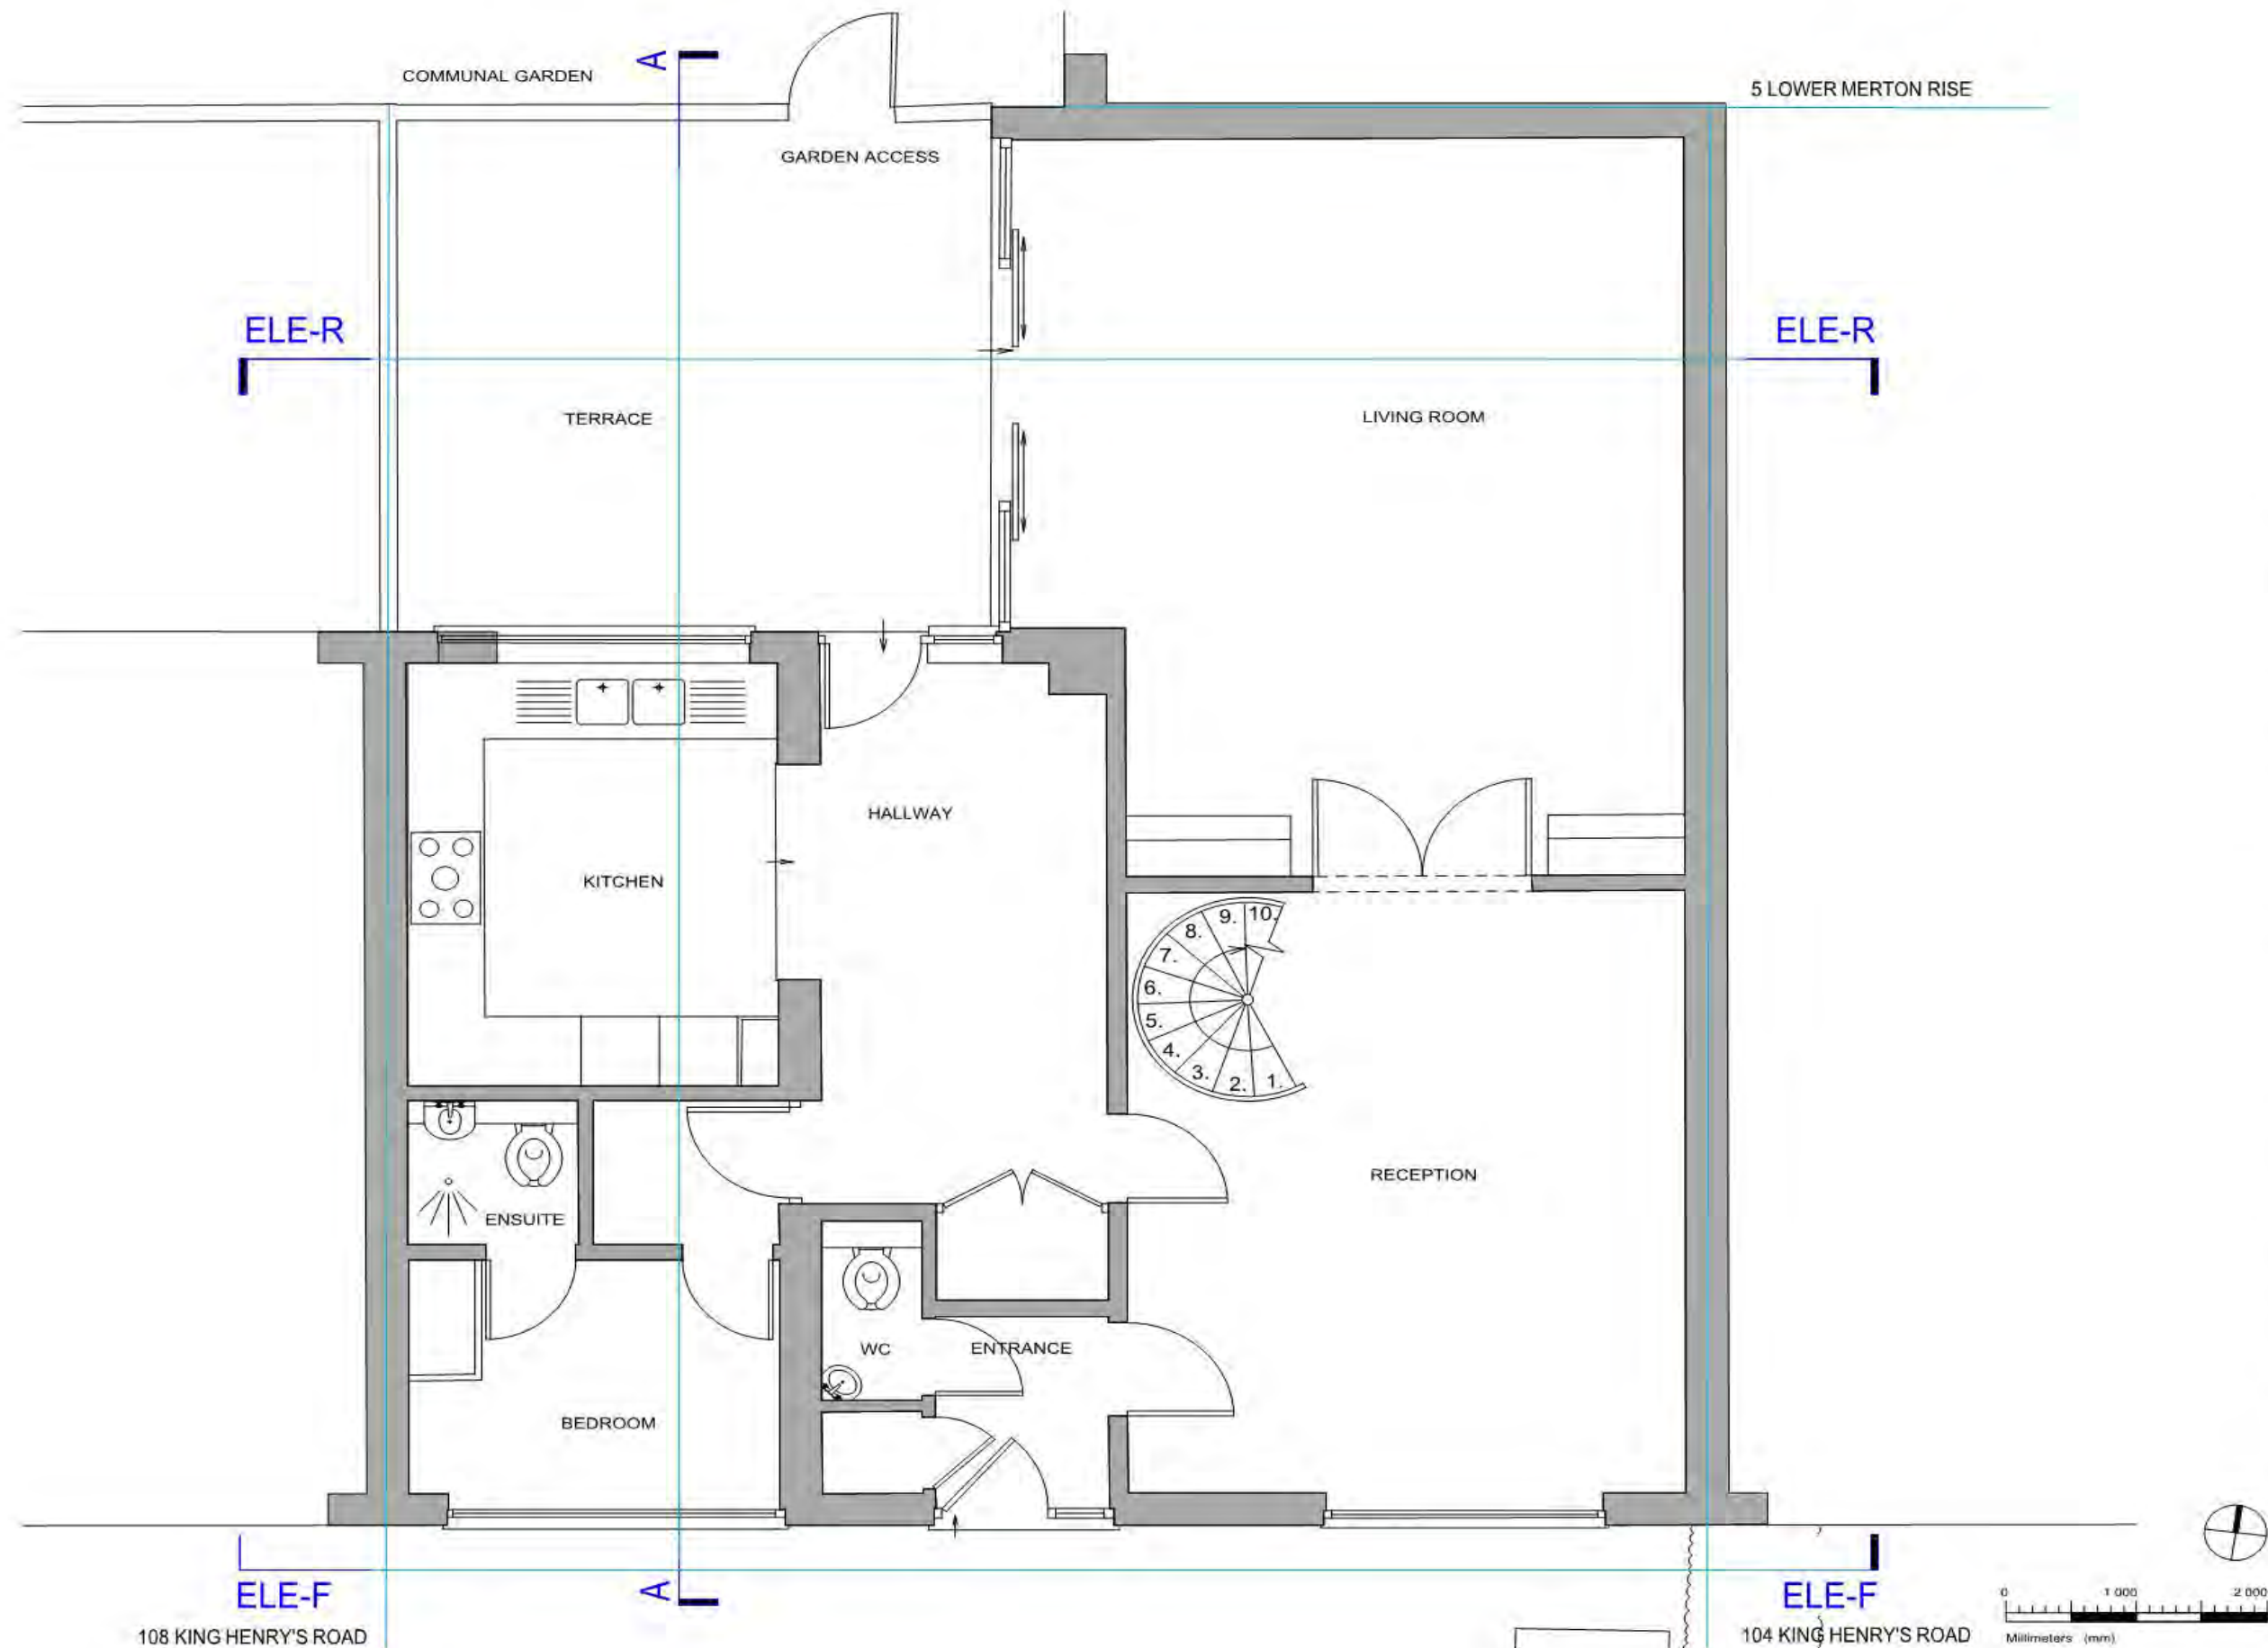 A
COMMUNAL GARDEN
5 LOWER MERTON RISE
GARDEN ACCESS
ELE-R
ELE-R
TERRACE
LIVING ROOM
HALLWAY
KITCHEN
10.
9.
8.
7.
6.
5.
4.
3.
2.
1.
RECEPTION
ENSUITE
WC
ENTRANCE
BEDROOM
ELE-F
A
ELE-F
0 1 000 2 000
Millimeters (mm)
108 KING HENRY'S ROAD
104 KING HENRY'S ROAD